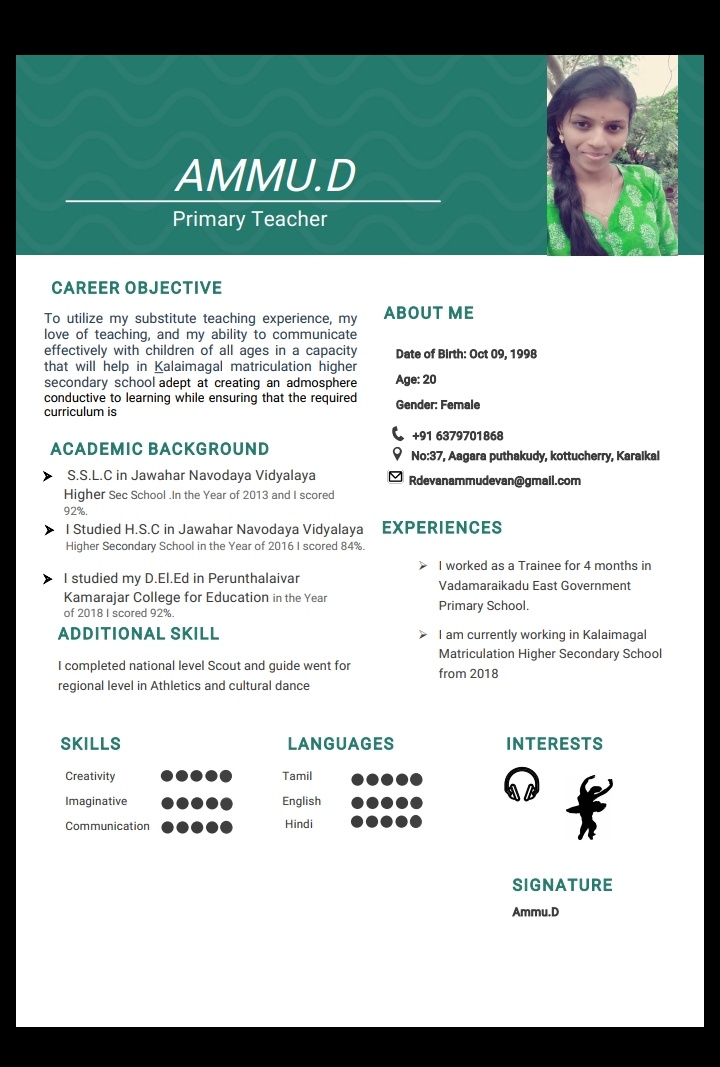 AMMU.D
Primary Teacher
CAREER OBJECTIVE
To utilize my substitute teaching experience, my
love of teaching, and my ability to communicate
effectively with children of all ages in a capacity
that will help in Kalaimagal matriculation higher
secondary school adept at creating an admosphere
conductive to learning while ensuring that the required
curriculum is
ACADEMIC BACKGROUND
S.S.L.C in Jawahar Navodaya Vidyalaya
Higher Sec School .In the Year of 2013 and I scored
92%.
I Studied H.S.C in Jawahar Navodaya Vidyalaya
Higher Secondary School in the Year of 2016 I scored 84%.
I studied my D.El.Ed in Perunthalaivar
Kamarajar College for Education in the Year
of 2018 I scored 92%.
ADDITIONAL SKILL
I completed national level Scout and guide went for
regional level in Athletics and cultural dance
ABOUT ME
Date of Birth: Oct 09, 1998
Age: 20
Gender: Female
+91 6379701868
No:37, Aagara puthakudy, kottucherry, Karaikal
Rdevanammudevan@gmail.com
EXPERIENCES
I worked as a Trainee for 4 months in
Vadamaraikadu East Government
Primary School.
I am currently working in Kalaimagal
Matriculation Higher Secondary School
from 2018
SKILLS
Creativity
Imaginative
Communication
LANGUAGES
Tamil
English
Hindi
INTERESTS
SIGNATURE
Ammu.D